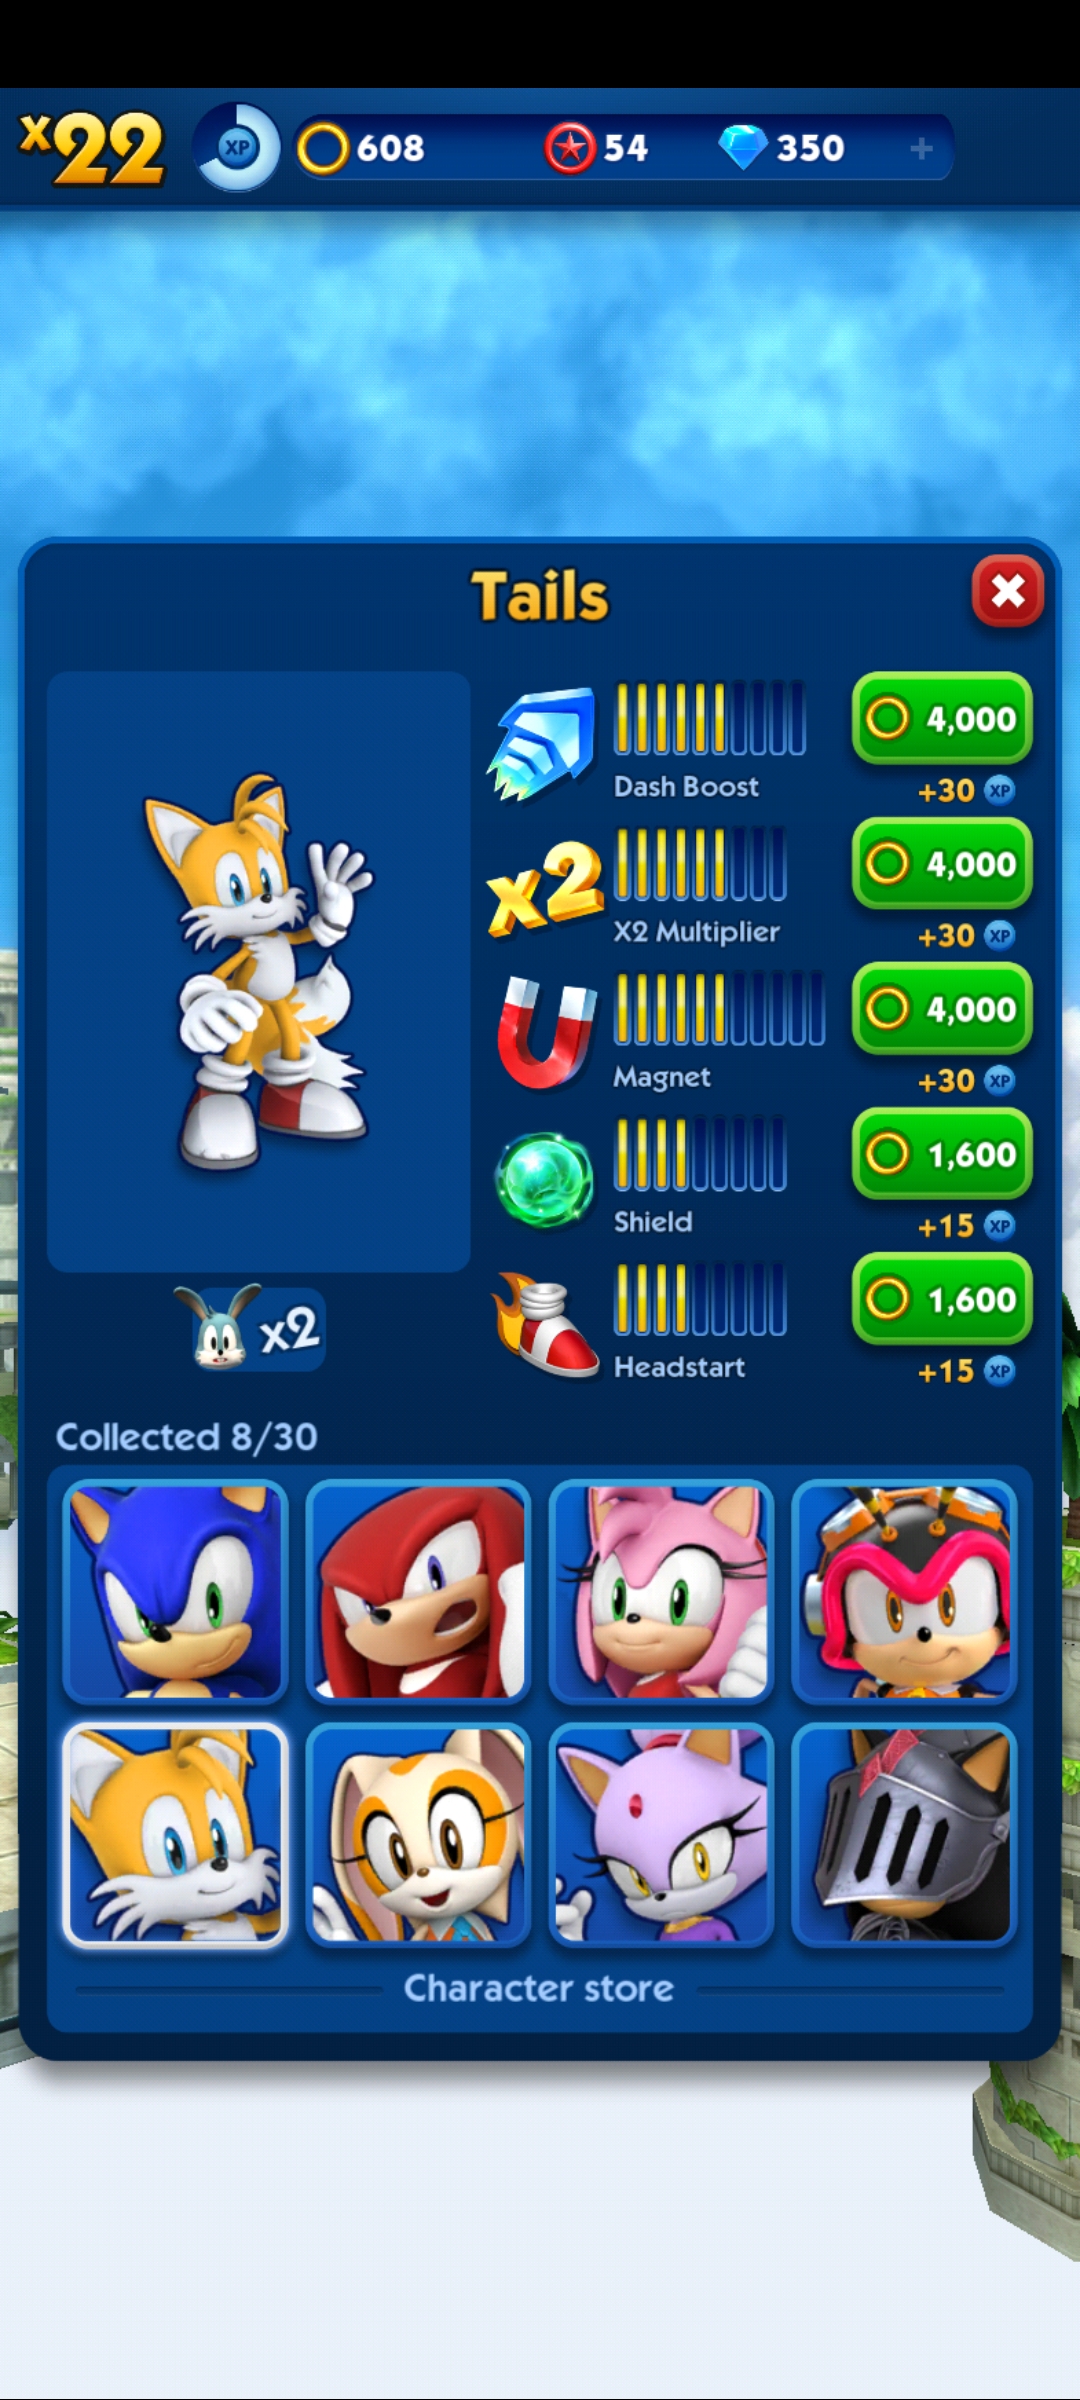 x22 XP 608 54 350 +
Tails
4,000
Dash Boost +30 XP
x2 4,000
X2 Multiplier +30 XP
4,000
Magnet +30 XP
1,600
Shield +15 XP
x2 1,600
Headstart +15 XP
Collected 8/30
Character store